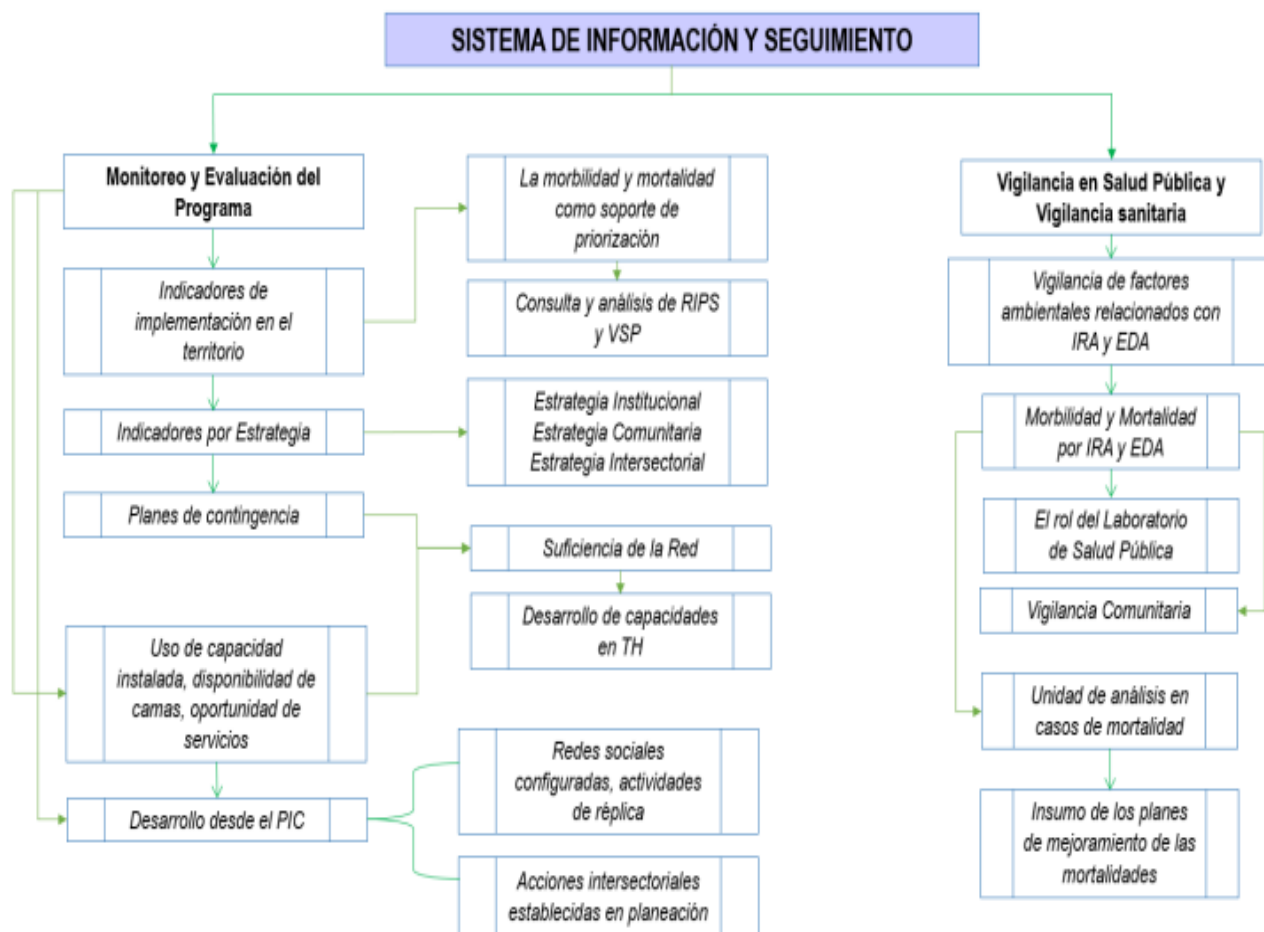 SISTEMA DE INFORMACIÓN Y SEGUIMIENTO
Monitoreo y Evaluación del
Programa
Indicadores de
implementación en el
territorio
Indicadores por Estrategia
Planes de contingencia
Uso de capacidad
instalada, disponibilidad de
camas, oportunidad de
servicios
Desarrollo desde el PIC
La morbilidad y mortalidad
como soporte de
priorización
Consulta y análisis de RIPS
y VSP
Estrategia Institucional
Estrategia Comunitaria
Estrategia Intersectorial
Suficiencia de la Red
Desarrollo de capacidades
en TH
Redes sociales
configuradas, actividades
de réplica
Acciones intersectoriales
establecidas en planeación
Vigilancia en Salud Pública y
Vigilancia sanitaria
Vigilancia de factores
ambientales relacionados con
IRA y EDA
Morbilidad y Mortalidad
por IRA y EDA
El rol del Laboratorio
de Salud Pública
Vigilancia Comunitaria
Unidad de análisis en
casos de mortalidad
Insumo de los planes
de mejoramiento de las
mortalidades